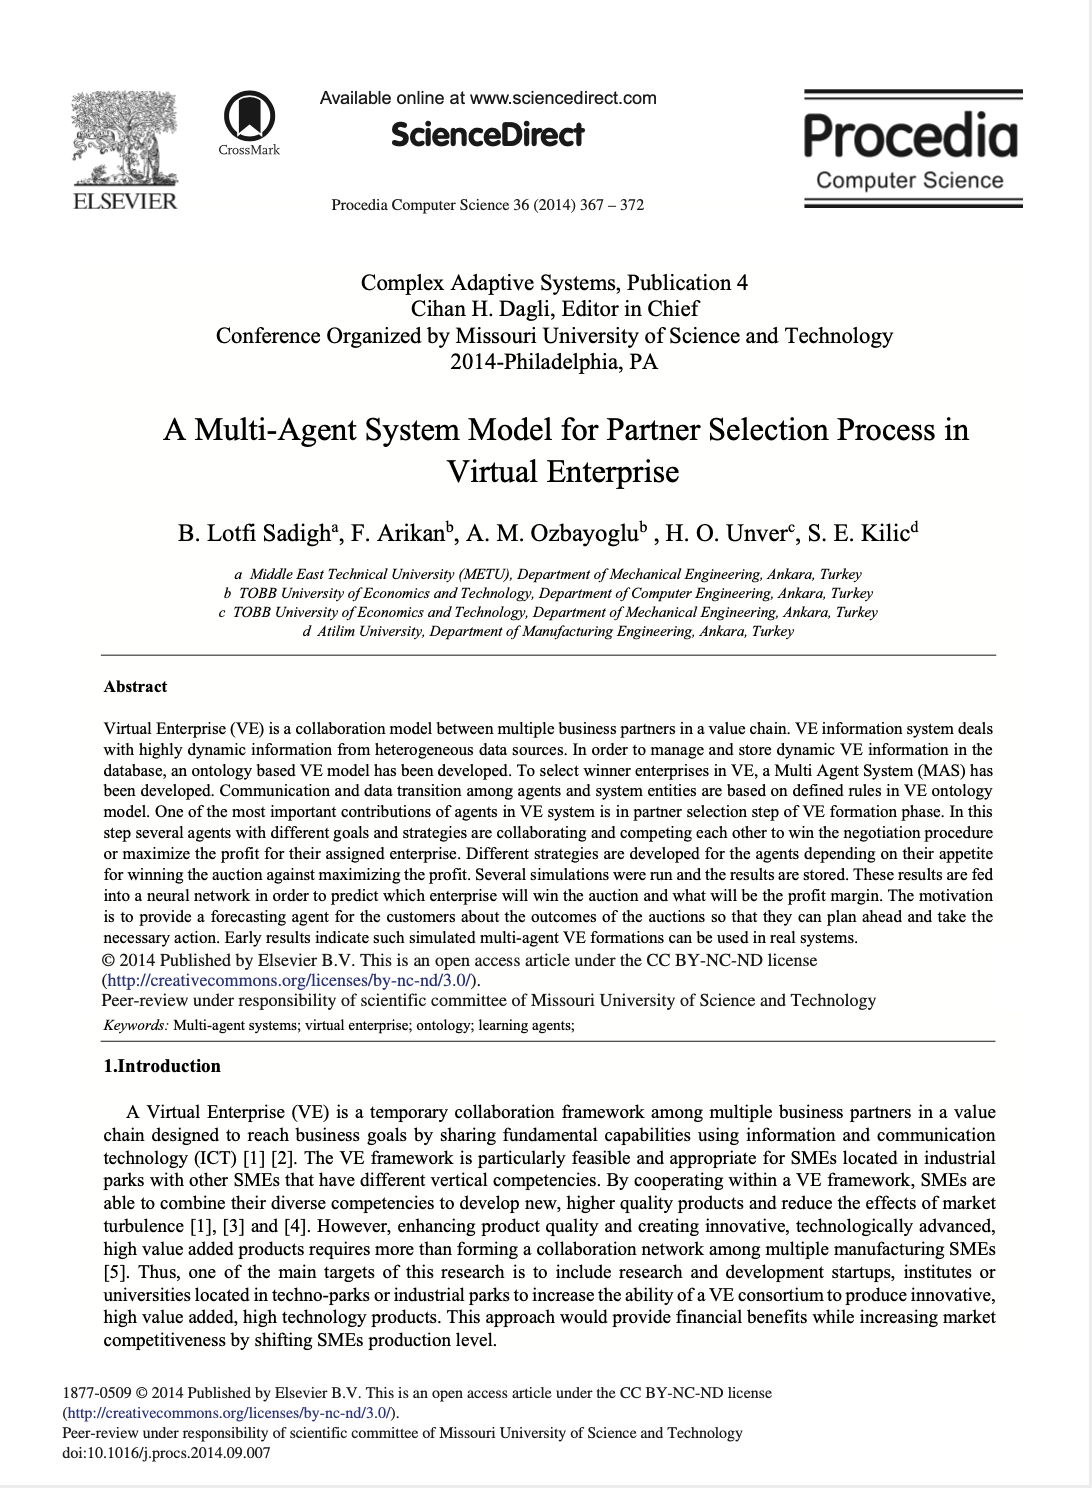 ELSEVIER
CrossMark
Available online at www.sciencedirect.com
ScienceDirect
Procedia Computer Science 36 (2014) 367 – 372
Procedia
Computer Science
Complex Adaptive Systems, Publication 4
Cihan H. Dagli, Editor in Chief
Conference Organized by Missouri University of Science and Technology
2014-Philadelphia, PA
A Multi-Agent System Model for Partner Selection Process in
Virtual Enterprise
B. Lotfi Sadighᵃ, F. Arikanᵇ, A. M. Ozbayogluᵇ , H. O. Unverᶜ, S. E. Kilicᵈ
a Middle East Technical University (METU), Department of Mechanical Engineering, Ankara, Turkey
b TOBB University of Economics and Technology, Department of Computer Engineering, Ankara, Turkey
c TOBB University of Economics and Technology, Department of Mechanical Engineering, Ankara, Turkey
d Atilim University, Department of Manufacturing Engineering, Ankara, Turkey
Abstract
Virtual Enterprise (VE) is a collaboration model between multiple business partners in a value chain. VE information system deals
with highly dynamic information from heterogeneous data sources. In order to manage and store dynamic VE information in the
database, an ontology based VE model has been developed. To select winner enterprises in VE, a Multi Agent System (MAS) has
been developed. Communication and data transition among agents and system entities are based on defined rules in VE ontology
model. One of the most important contributions of agents in VE system is in partner selection step of VE formation phase. In this
step several agents with different goals and strategies are collaborating and competing each other to win the negotiation procedure
or maximize the profit for their assigned enterprise. Different strategies are developed for the agents depending on their appetite
for winning the auction against maximizing the profit. Several simulations were run and the results are stored. These results are fed
into a neural network in order to predict which enterprise will win the auction and what will be the profit margin. The motivation
is to provide a forecasting agent for the customers about the outcomes of the auctions so that they can plan ahead and take the
necessary action. Early results indicate such simulated multi-agent VE formations can be used in real systems.
© 2014 Published by Elsevier B.V. This is an open access article under the CC BY-NC-ND license
(http://creativecommons.org/licenses/by-nc-nd/3.0/).
Peer-review under responsibility of scientific committee of Missouri University of Science and Technology
Keywords: Multi-agent systems; virtual enterprise; ontology; learning agents;
1.Introduction
A Virtual Enterprise (VE) is a temporary collaboration framework among multiple business partners in a value
chain designed to reach business goals by sharing fundamental capabilities using information and communication
technology (ICT) [1] [2]. The VE framework is particularly feasible and appropriate for SMEs located in industrial
parks with other SMEs that have different vertical competencies. By cooperating within a VE framework, SMEs are
able to combine their diverse competencies to develop new, higher quality products and reduce the effects of market
turbulence [1], [3] and [4]. However, enhancing product quality and creating innovative, technologically advanced,
high value added products requires more than forming a collaboration network among multiple manufacturing SMEs
[5]. Thus, one of the main targets of this research is to include research and development startups, institutes or
universities located in techno-parks or industrial parks to increase the ability of a VE consortium to produce innovative,
high value added, high technology products. This approach would provide financial benefits while increasing market
competitiveness by shifting SMEs production level.
1877-0509 © 2014 Published by Elsevier B.V. This is an open access article under the CC BY-NC-ND license
(http://creativecommons.org/licenses/by-nc-nd/3.0/).
Peer-review under responsibility of scientific committee of Missouri University of Science and Technology
doi:10.1016/j.procs.2014.09.007